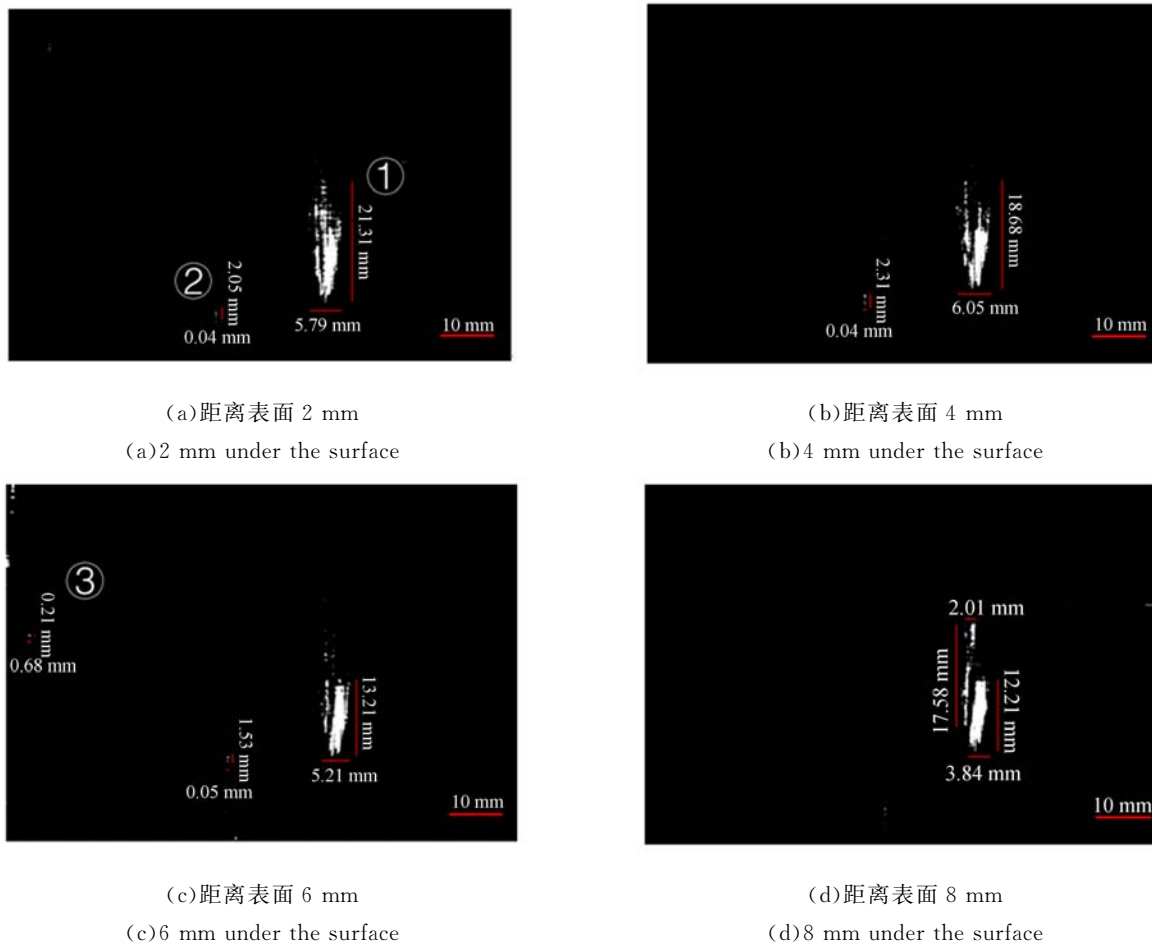 ①
21.31 mm
②
2.05 mm
0.04 mm
5.79 mm
10 mm
18.68 mm
2.31 mm
0.04 mm
6.05 mm
10 mm
(a)距离表面 2 mm
(a)2 mm under the surface
(b)距离表面 4 mm
(b)4 mm under the surface
③
0.21 mm
0.68 mm
13.21 mm
1.53 mm
0.05 mm
5.21 mm
10 mm
2.01 mm
17.58 mm
12.21 mm
3.84 mm
10 mm
(c)距离表面 6 mm
(c)6 mm under the surface
(d)距离表面 8 mm
(d)8 mm under the surface